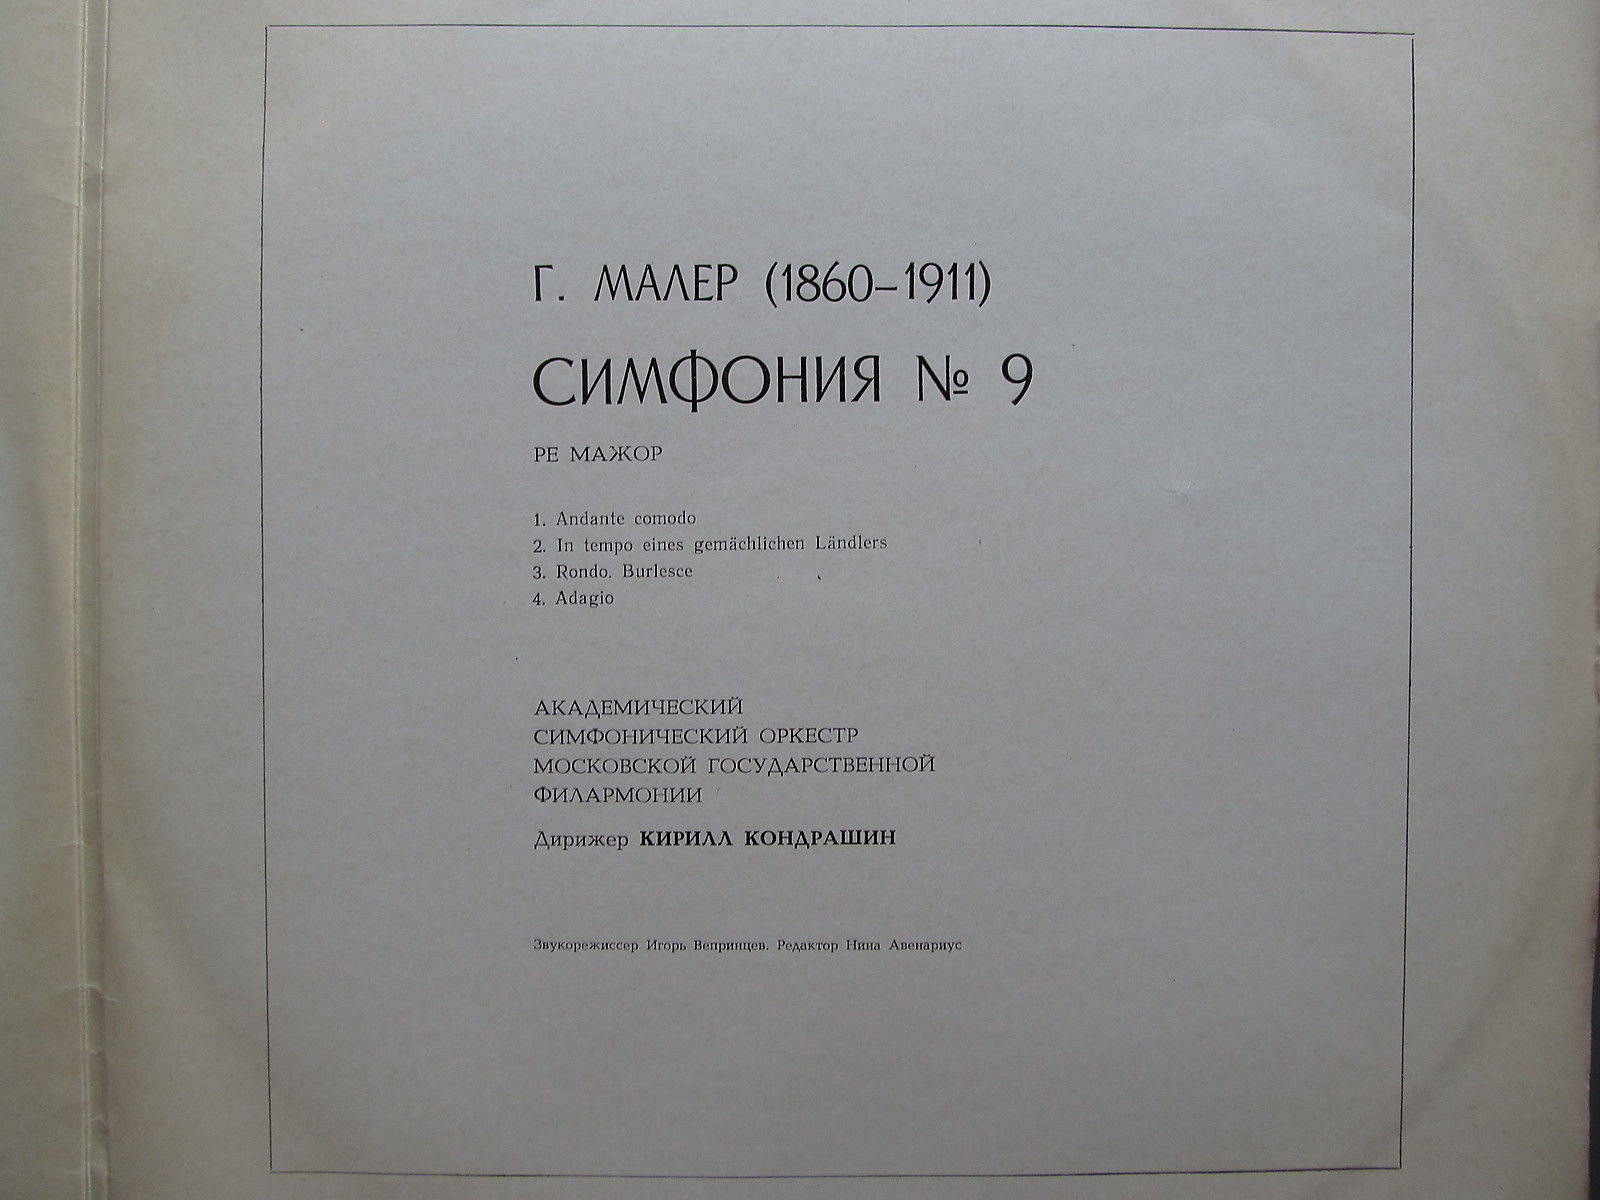 Г. МАЛЕР (1860–1911)
СИМФОНИЯ № 9
РЕ МАЖОР
1. Andante comodo
2. In tempo eines gemächlichen Ländlers
3. Rondo. Burlesce
4. Adagio
АКАДЕМИЧЕСКИЙ
СИМФОНИЧЕСКИЙ ОРКЕСТР
МОСКОВСКОЙ ГОСУДАРСТВЕННОЙ
ФИЛАРМОНИИ
Дирижер КИРИЛЛ КОНДРАШИН
Звукорежиссер Игорь Вепринцев. Редактор Нина Авенариус